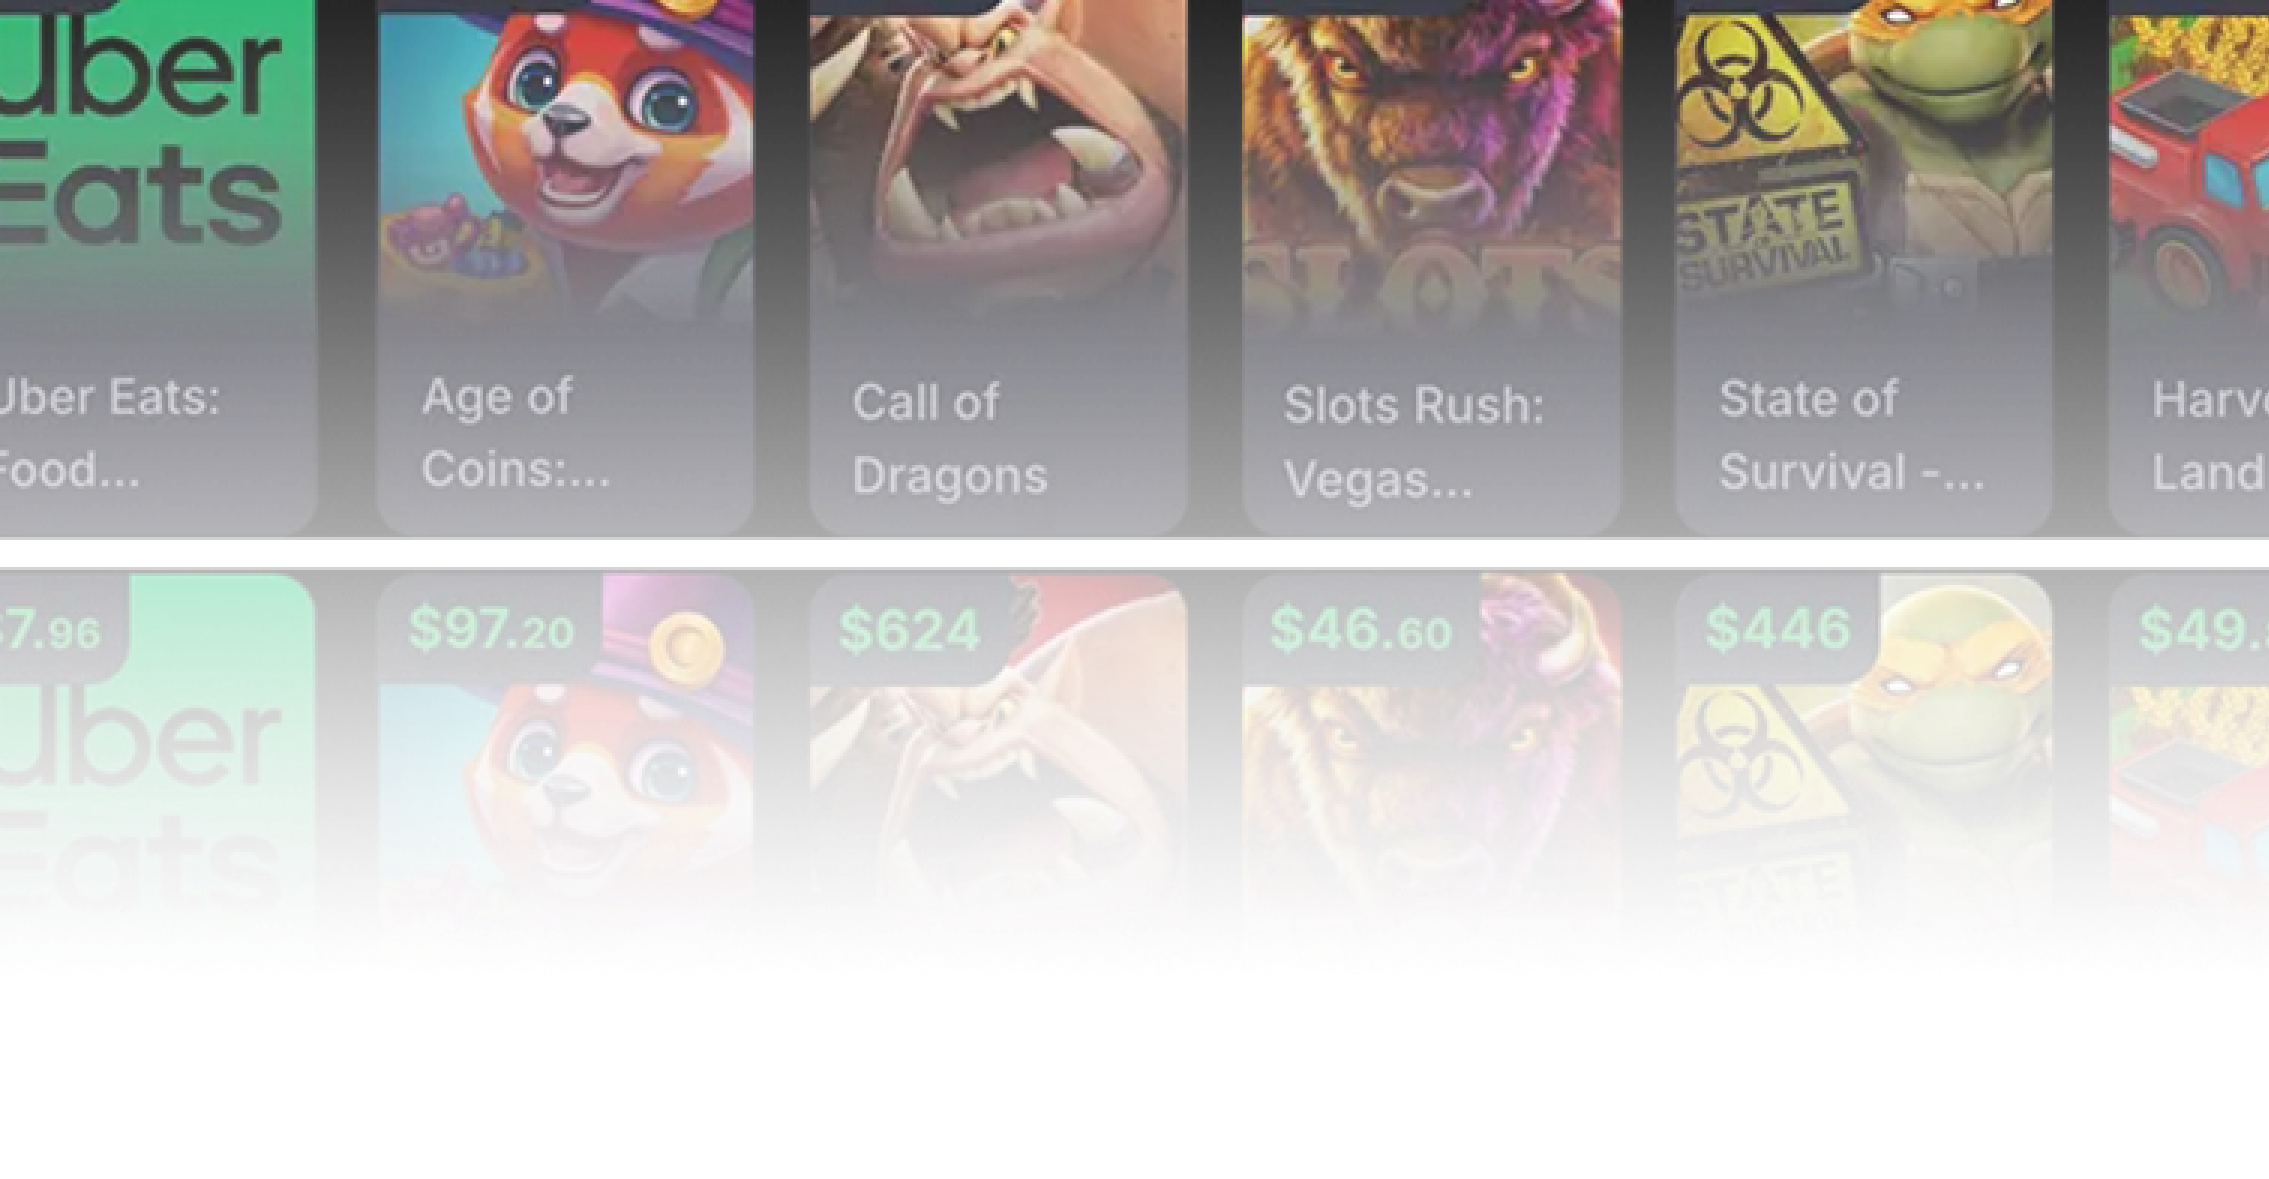 Uber
Eats
SLOTS
STATE
OF
SURVIVAL
Uber Eats:
Food...
Age of
Coins:...
Call of
Dragons
Slots Rush:
Vegas...
State of
Survival -...
Land
7.96
$97.20
$624
$46.60
$446
$49.
Uber
Eats
STATE